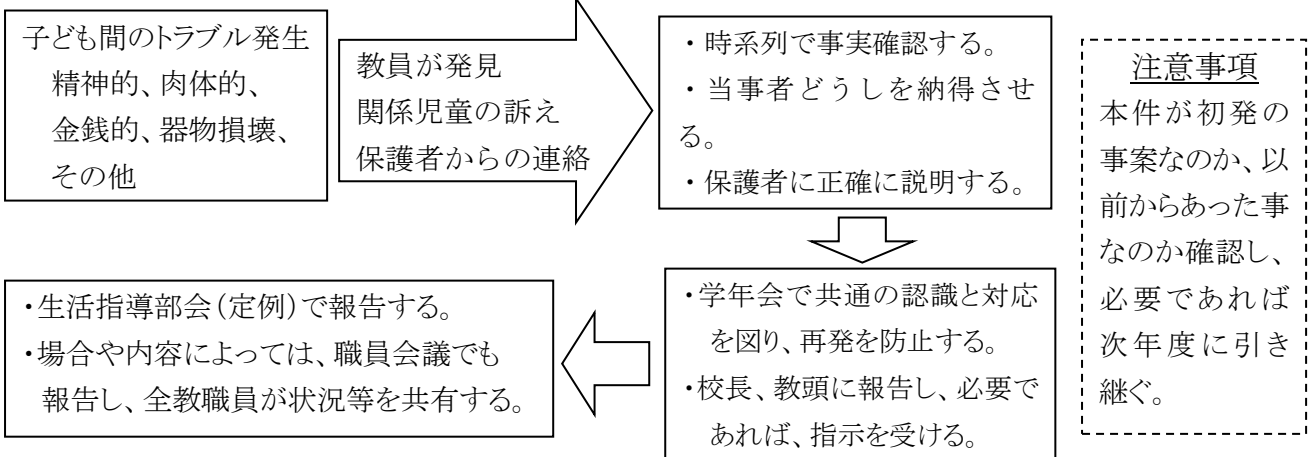 子ども間のトラブル発生
精神的、肉体的、
金銭的、器物損壊、
その他
教員が発見
関係児童の訴え
保護者からの連絡
・時系列で事実確認する。
・当事者どうしを納得させ
る。
・保護者に正確に説明する。
・学年会で共通の認識と対応
を図り、再発を防止する。
・校長、教頭に報告し、必要で
あれば、指示を受ける。
・生活指導部会（定例）で報告する。
・場合や内容によっては、職員会議でも
報告し、全教職員が状況等を共有する。
注意事項
本件が初発の
事案なのか、以
前からあった事
なのか確認し、
必要であれば
次年度に引き
継ぐ。